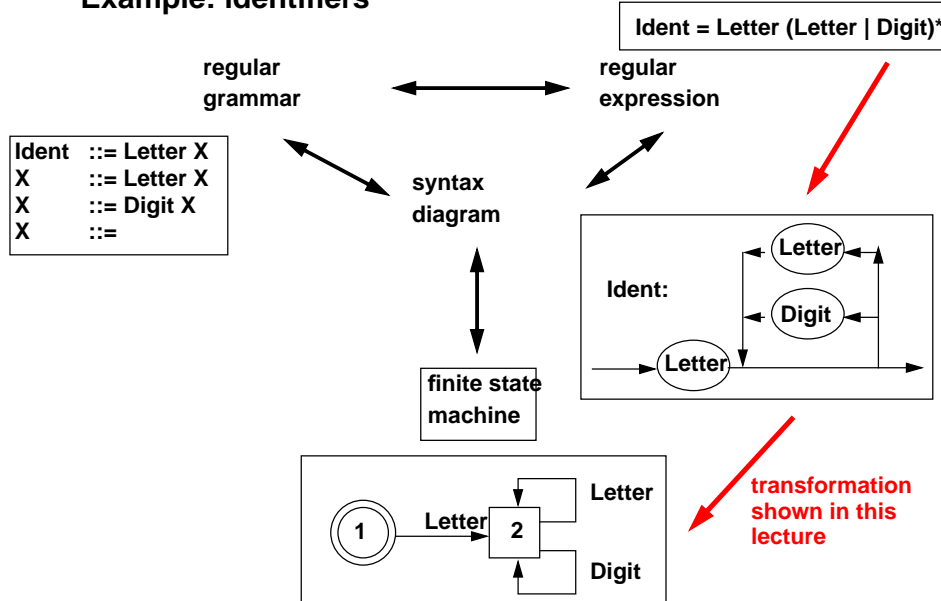 Example: Identifiers
Ident = Letter (Letter | Digit)*
regular
grammar
regular
expression
Ident ::= Letter X
X ::= Letter X
X ::= Digit X
X ::=
syntax
diagram
Ident:
Letter
Digit
Letter
finite state
machine
1
Letter
2
Letter
Digit
transformation
shown in this
lecture